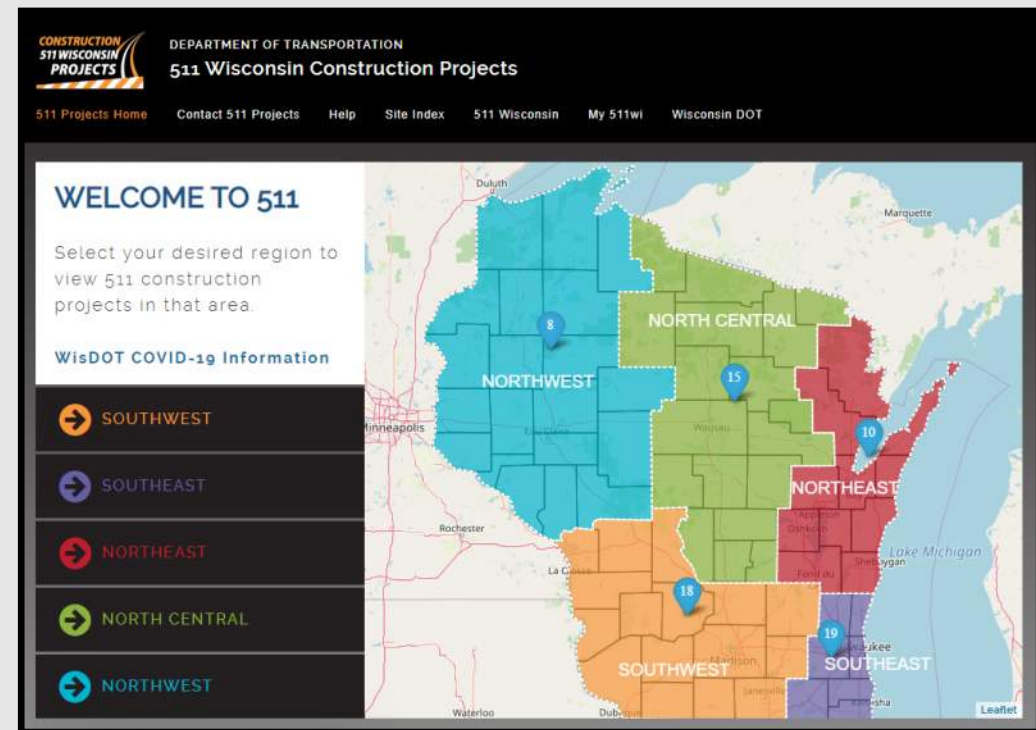 CONSTRUCTION
511 WISCONSIN
PROJECTS
DEPARTMENT OF TRANSPORTATION
511 Wisconsin Construction Projects
511 Projects Home Contact 511 Projects Help Site Index 511 Wisconsin My 511wi Wisconsin DOT
WELCOME TO 511
Select your desired region to
view 511 construction
projects in that area.
WisDOT COVID-19 Information
SOUTHWEST
SOUTHEAST
NORTHEAST
NORTH CENTRAL
NORTHWEST
Duluth
Marquette
8
NORTH CENTRAL
15
NORTHWEST
Minneapolis
Eau Claire
Wausau
10
NORTHEAST
Appleton
Oshkosh
Rochester
Lake Michigan
Sheboygan
Fond du
La
18
19
SOUTHWEST
Madison
SOUTHEAST
Janesville
Waterloo
Leaflet